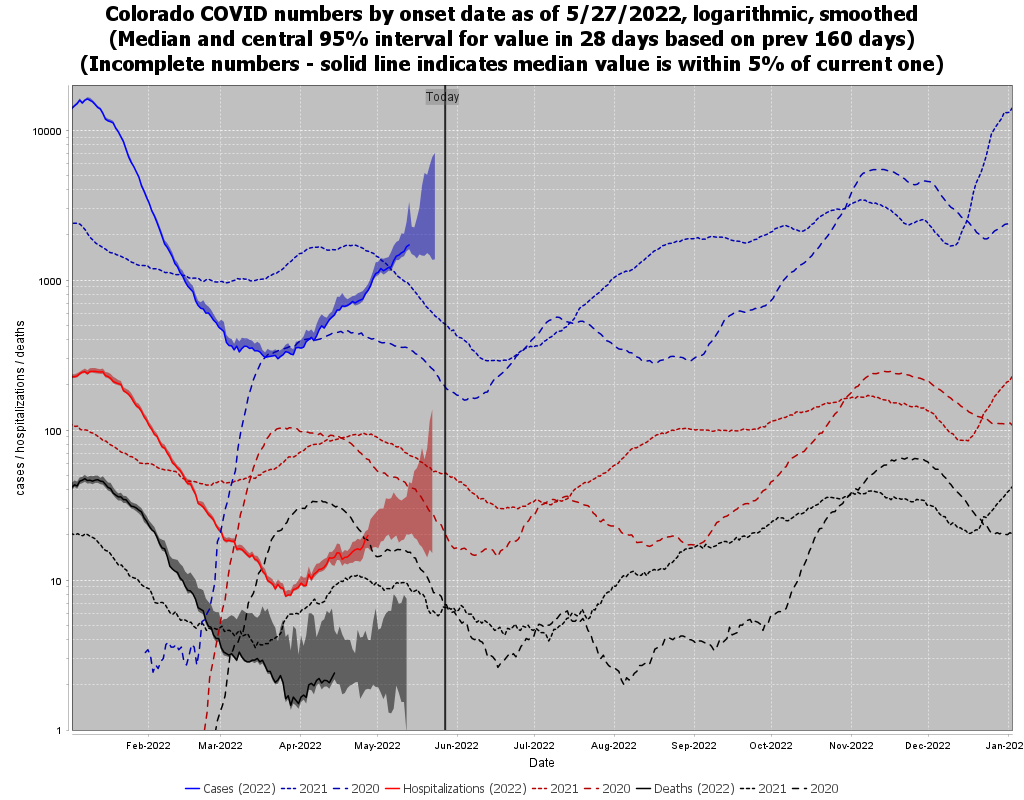 Colorado COVID numbers by onset date as of 5/27/2022, logarithmic, smoothed
(Median and central 95% interval for value in 28 days based on prev 160 days)
(Incomplete numbers - solid line indicates median value is within 5% of current one)
Today
10000
1000
100
10
1
cases / hospitalizations / deaths
Feb-2022 Mar-2022 Apr-2022 May-2022 Jun-2022 Jul-2022 Aug-2022 Sep-2022 Oct-2022 Nov-2022 Dec-2022 Jan-202
Date
Cases (2022) 2021 2020 Hospitalizations (2022) 2021 2020 Deaths (2022) 2021 2020